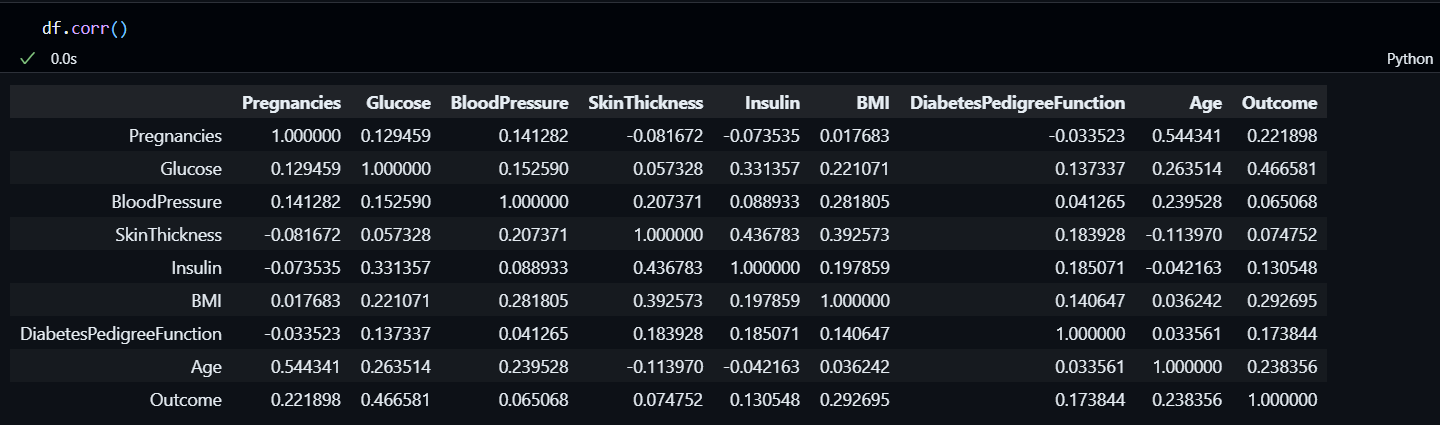 df.corr()
0.0s
Python
Pregnancies Glucose BloodPressure SkinThickness Insulin BMI DiabetesPedigreeFunction Age Outcome
Pregnancies 1.000000 0.129459 0.141282 -0.081672 -0.073535 0.017683 -0.033523 0.544341 0.221898
Glucose 0.129459 1.000000 0.152590 0.057328 0.331357 0.221071 0.137337 0.263514 0.466581
BloodPressure 0.141282 0.152590 1.000000 0.207371 0.088933 0.281805 0.041265 0.239528 0.065068
SkinThickness -0.081672 0.057328 0.207371 1.000000 0.436783 0.392573 0.183928 -0.113970 0.074752
Insulin -0.073535 0.331357 0.088933 0.436783 1.000000 0.197859 0.185071 -0.042163 0.130548
BMI 0.017683 0.221071 0.281805 0.392573 0.197859 1.000000 0.140647 0.036242 0.292695
DiabetesPedigreeFunction -0.033523 0.137337 0.041265 0.183928 0.185071 0.140647 1.000000 0.033561 0.173844
Age 0.544341 0.263514 0.239528 -0.113970 -0.042163 0.036242 0.033561 1.000000 0.238356
Outcome 0.221898 0.466581 0.065068 0.074752 0.130548 0.292695 0.173844 0.238356 1.000000